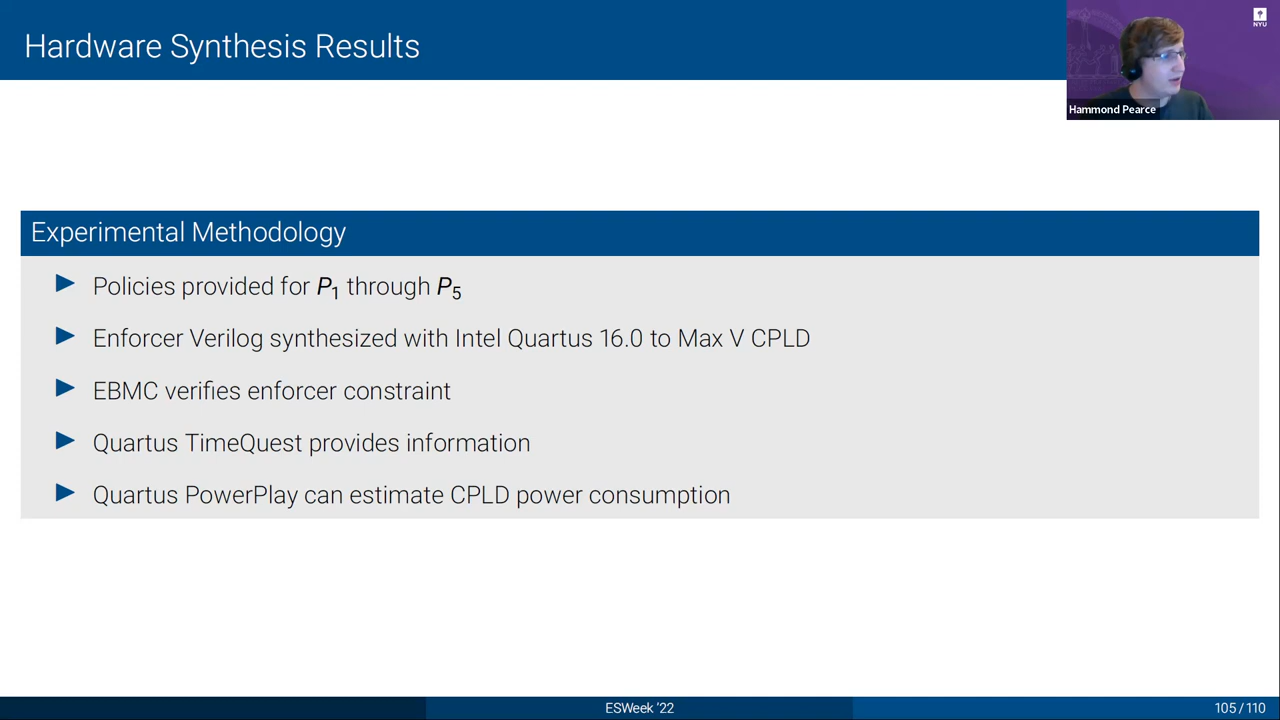 Hardware Synthesis Results
NYU
Hammond Pearce
Experimental Methodology
Policies provided for P1 through P5
Enforcer Verilog synthesized with Intel Quartus 16.0 to Max V CPLD
EBMC verifies enforcer constraint
Quartus TimeQuest provides information
Quartus PowerPlay can estimate CPLD power consumption
ESWeek '22
105 / 110